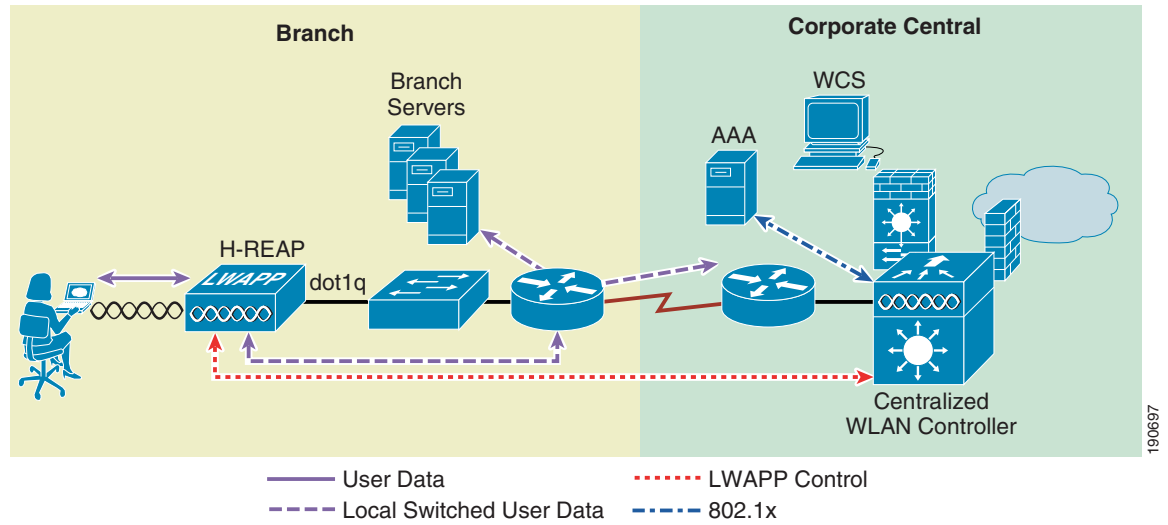 Branch
Corporate Central
Branch
Servers
WCS
AAA
H-REAP
LWAPP
dot1q
Centralized
WLAN Controller
190697
User Data
LWAPP Control
Local Switched User Data
802.1x